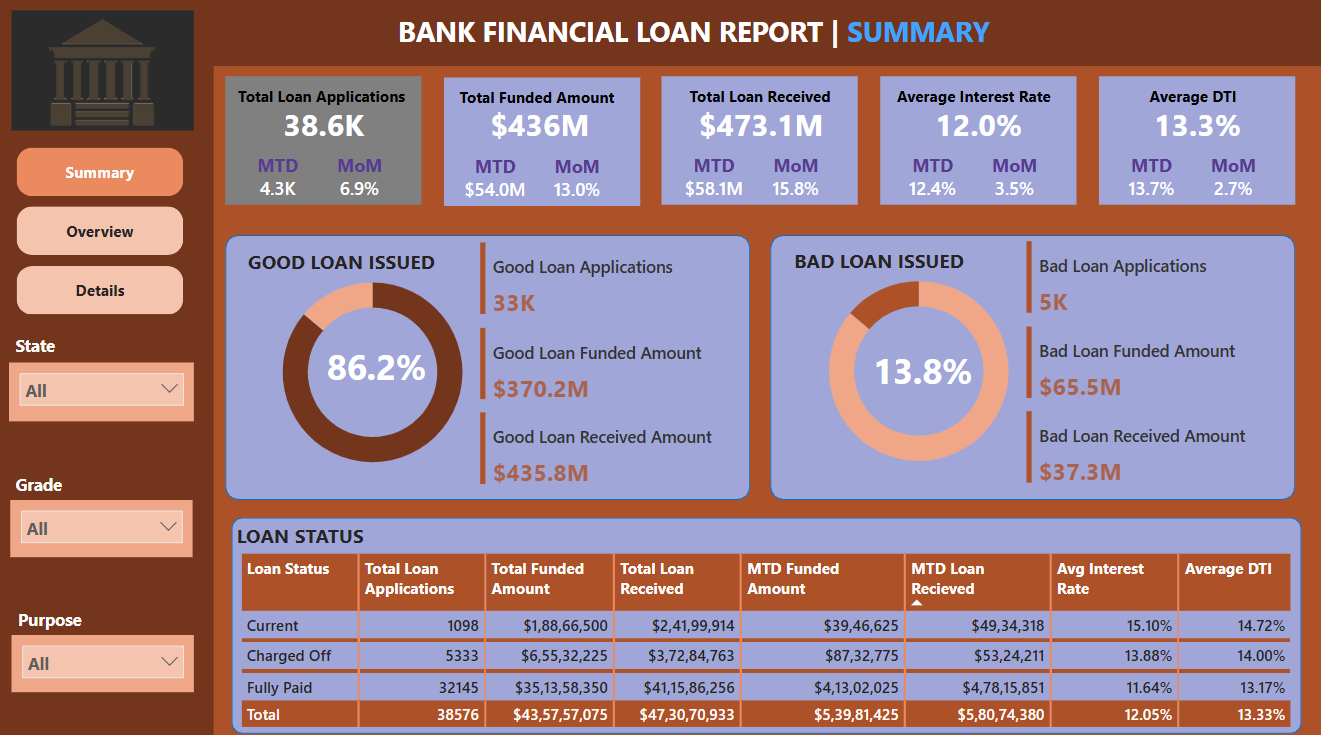 BANK FINANCIAL LOAN REPORT | SUMMARY
Summary
Overview
Details
State
All
Grade
All
Purpose
All
Total Loan Applications
38.6K
MTD MoM
4.3K 6.9%
Total Funded Amount
$436M
MTD MoM
$54.0M 13.0%
Total Loan Received
$473.1M
MTD MoM
$58.1M 15.8%
Average Interest Rate
12.0%
MTD MoM
12.4% 3.5%
Average DTI
13.3%
MTD MoM
13.7% 2.7%
GOOD LOAN ISSUED
86.2%
Good Loan Applications
33K
Good Loan Funded Amount
$370.2M
Good Loan Received Amount
$435.8M
BAD LOAN ISSUED
13.8%
Bad Loan Applications
5K
Bad Loan Funded Amount
$65.5M
Bad Loan Received Amount
$37.3M
LOAN STATUS
Loan Status Total Loan Applications Total Funded Amount Total Loan Received MTD Funded Amount MTD Loan Recieved Avg Interest Rate Average DTI
Current 1098 $1,88,66,500 $2,41,99,914 $39,46,625 $49,34,318 15.10% 14.72%
Charged Off 5333 $6,55,32,225 $3,72,84,763 $87,32,775 $53,24,211 13.88% 14.00%
Fully Paid 32145 $35,13,58,350 $41,15,86,256 $4,13,02,025 $4,78,15,851 11.64% 13.17%
Total 38576 $43,57,57,075 $47,30,70,933 $5,39,81,425 $5,80,74,380 12.05% 13.33%